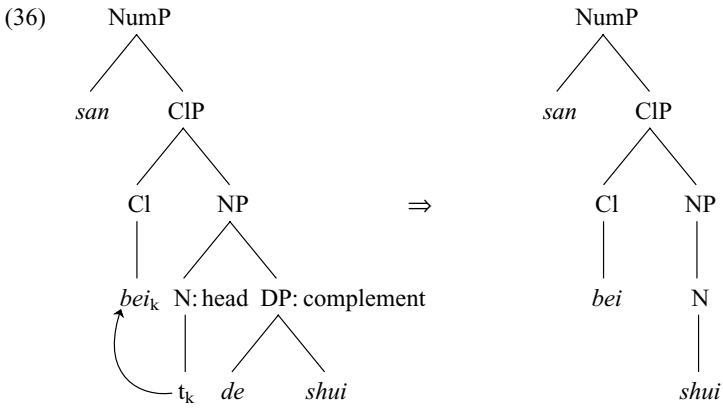 (36) NumP NumP
san ClP san ClP
Cl NP ⇒ Cl NP
bei_k N: head DP: complement bei N
t_k de shui shui